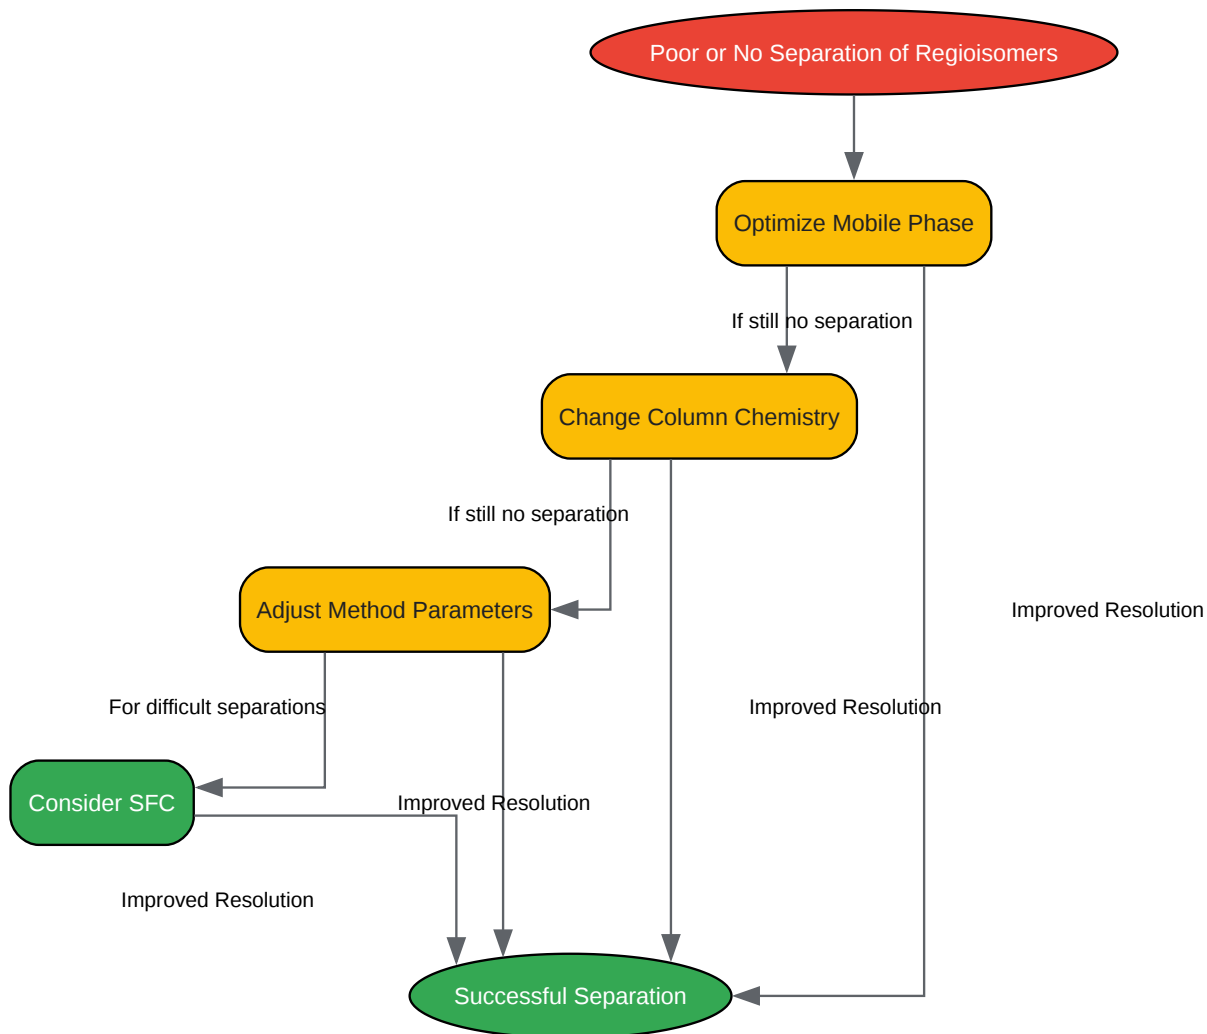 Poor or No Separation of Regioisomers
Optimize Mobile Phase
If still no separation
Change Column Chemistry
If still no separation
Adjust Method Parameters
Improved Resolution
For difficult separations
Improved Resolution
Consider SFC
Improved Resolution
Improved Resolution
Successful Separation